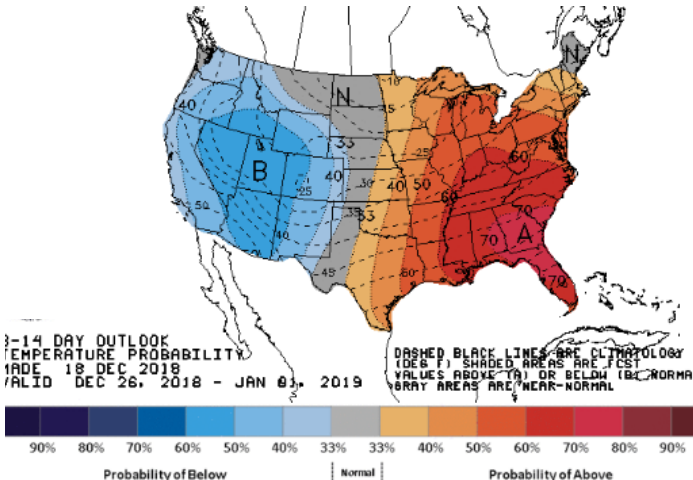 N
N
40
B
33
40
-25
50
40
30
35
33
45
-10
15
40
50
-25
60
60
60
70
70
A
70
8-14 DAY OUTLOOK
TEMPERATURE PROBABILITY
MADE 18 DEC 2018
VALID DEC 26, 2018 - JAN 01, 2019
DASHED BLACK LINES ARE CLIMATOLOGY
(DEG F) SHADED AREAS ARE FCST
VALUES ABOVE (A) OR BELOW (B) NORMA
GRAY AREAS ARE NEAR-NORMAL
90% 80% 70% 60% 50% 40% 33% 33% 40% 50% 60% 70% 80% 90%
Probability of Below Normal Probability of Above